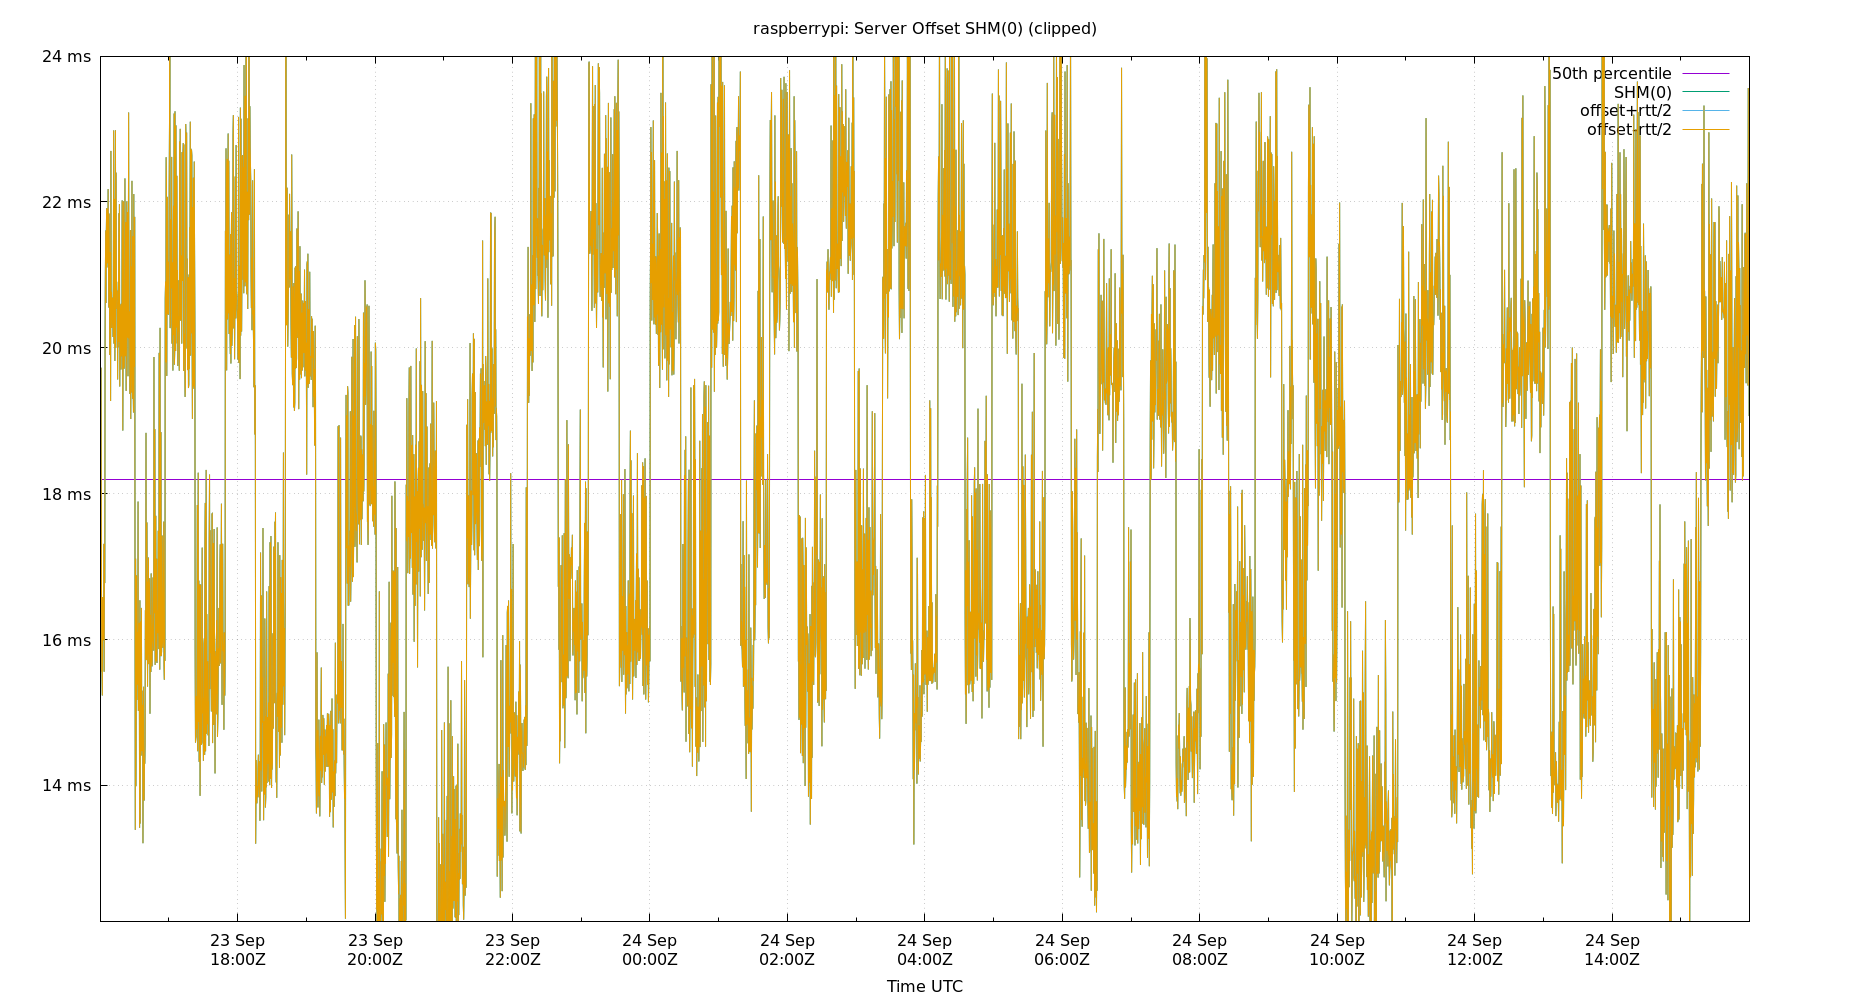 raspberrypi: Server Offset SHM(0) (clipped)
24 ms
22 ms
20 ms
18 ms
16 ms
14 ms
50th percentile
SHM(0)
offset+rtt/2
offset-rtt/2
23 Sep
18:00Z
23 Sep
20:00Z
23 Sep
22:00Z
24 Sep
00:00Z
24 Sep
02:00Z
24 Sep
04:00Z
24 Sep
06:00Z
24 Sep
08:00Z
24 Sep
10:00Z
24 Sep
12:00Z
24 Sep
14:00Z
Time UTC